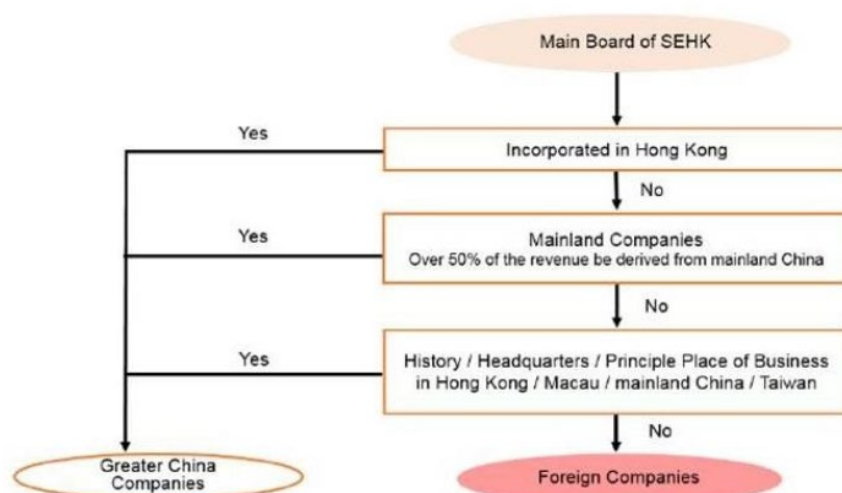 Main Board of SEHK
Yes
Incorporated in Hong Kong
No
Yes
Mainland Companies
Over 50% of the revenue be derived from mainland China
No
Yes
History / Headquarters / Principle Place of Business
in Hong Kong / Macau / mainland China / Taiwan
No
Greater China
Companies
Foreign Companies